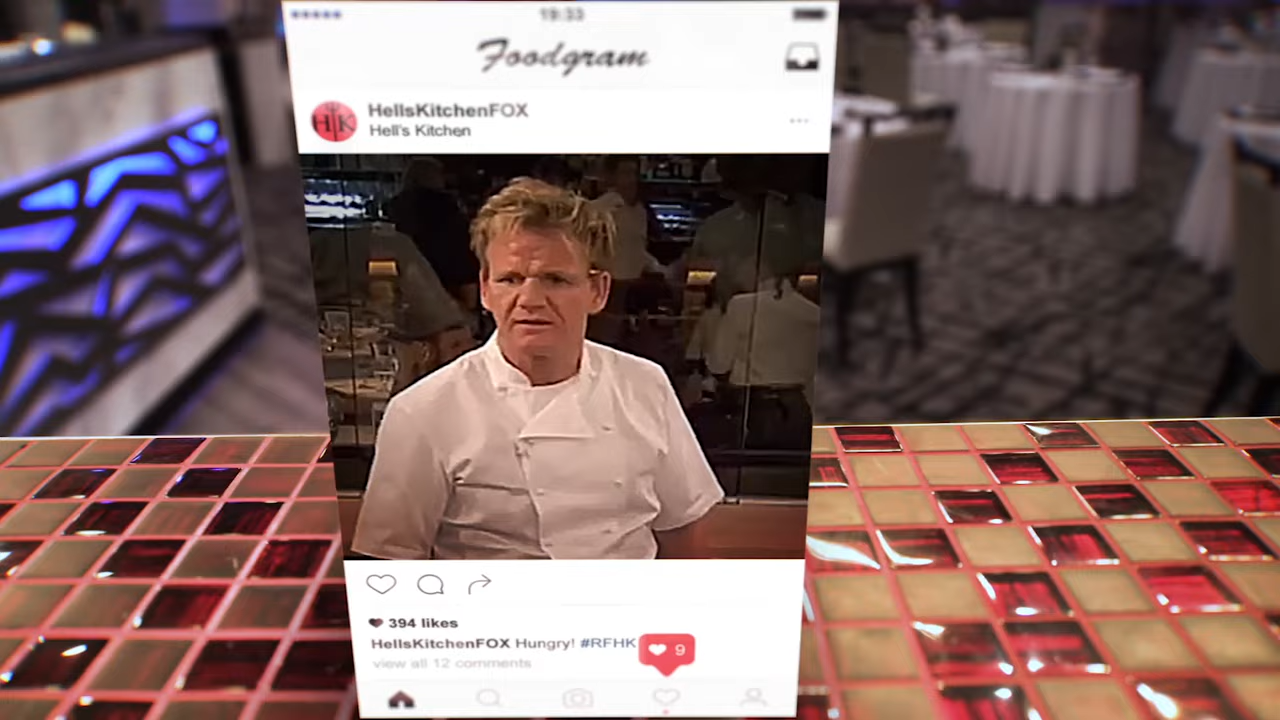 19:33
Foodgram
HK
HellsKitchenFOX
Hell's Kitchen
394 likes
HellsKitchenFOX Hungry! #RFHK
9
view all 12 comments